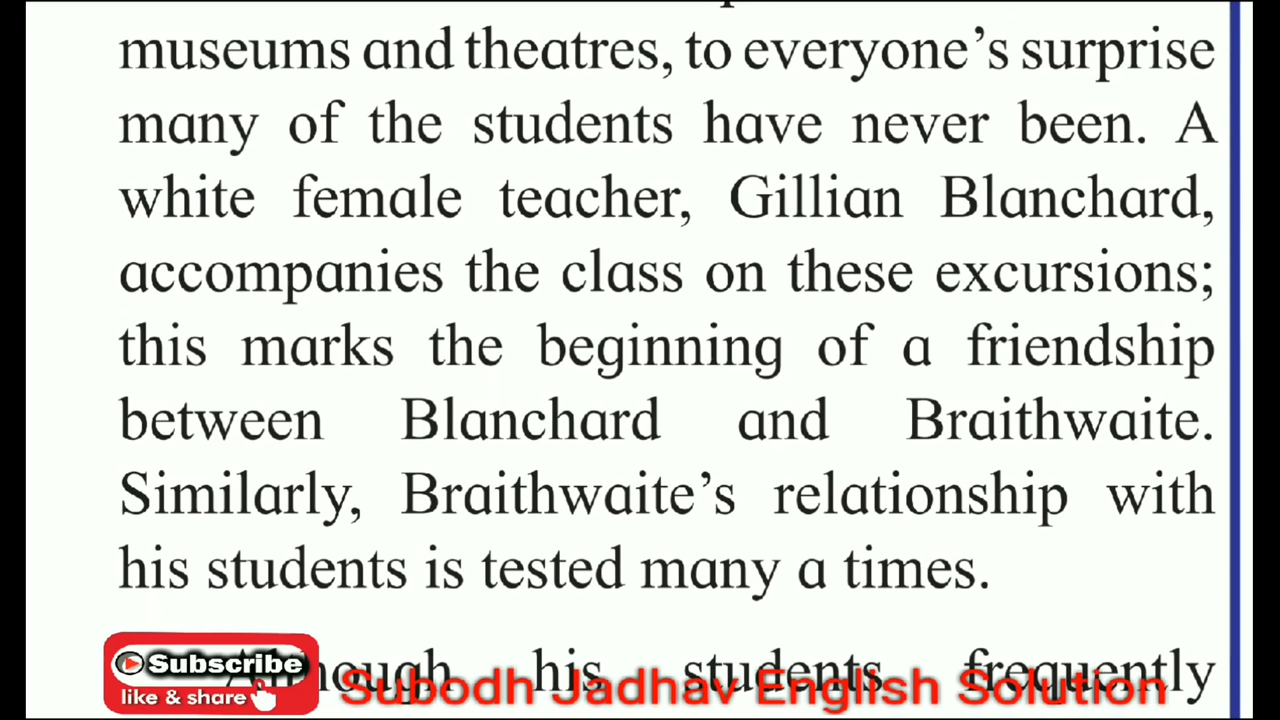 museums and theatres, to everyone's surprise
many of the students have never been. A
white female teacher, Gillian Blanchard,
accompanies the class on these excursions;
this marks the beginning of a friendship
between Blanchard and Braithwaite.
Similarly, Braithwaite's relationship with
his students is tested many a times.
Although his students frequently
Subscribe
like & share
Subodh Jadhav English Solution